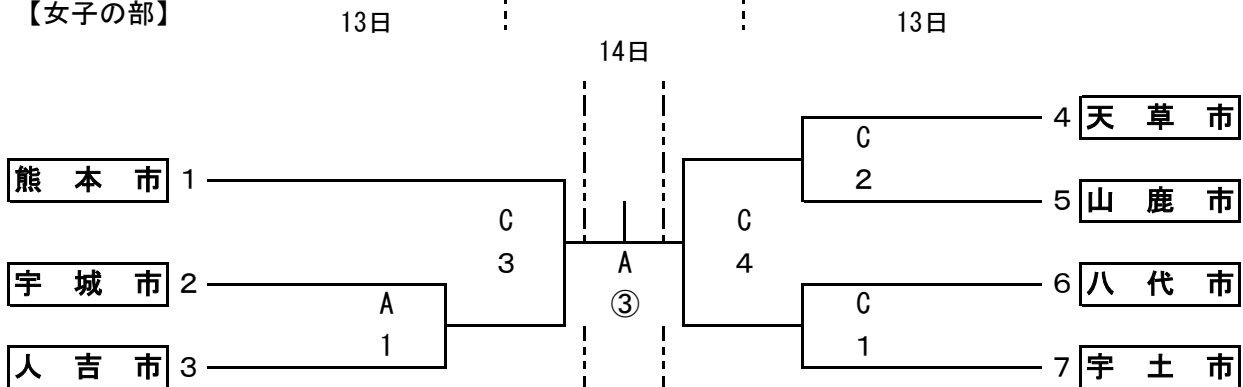 【女子の部】
13日
13日
14日
4 天草市
C
2
熊本市 1
5 山鹿市
C
3
C
4
A
③
宇城市 2
6 八代市
A
1
C
1
人吉市 3
7 宇土市